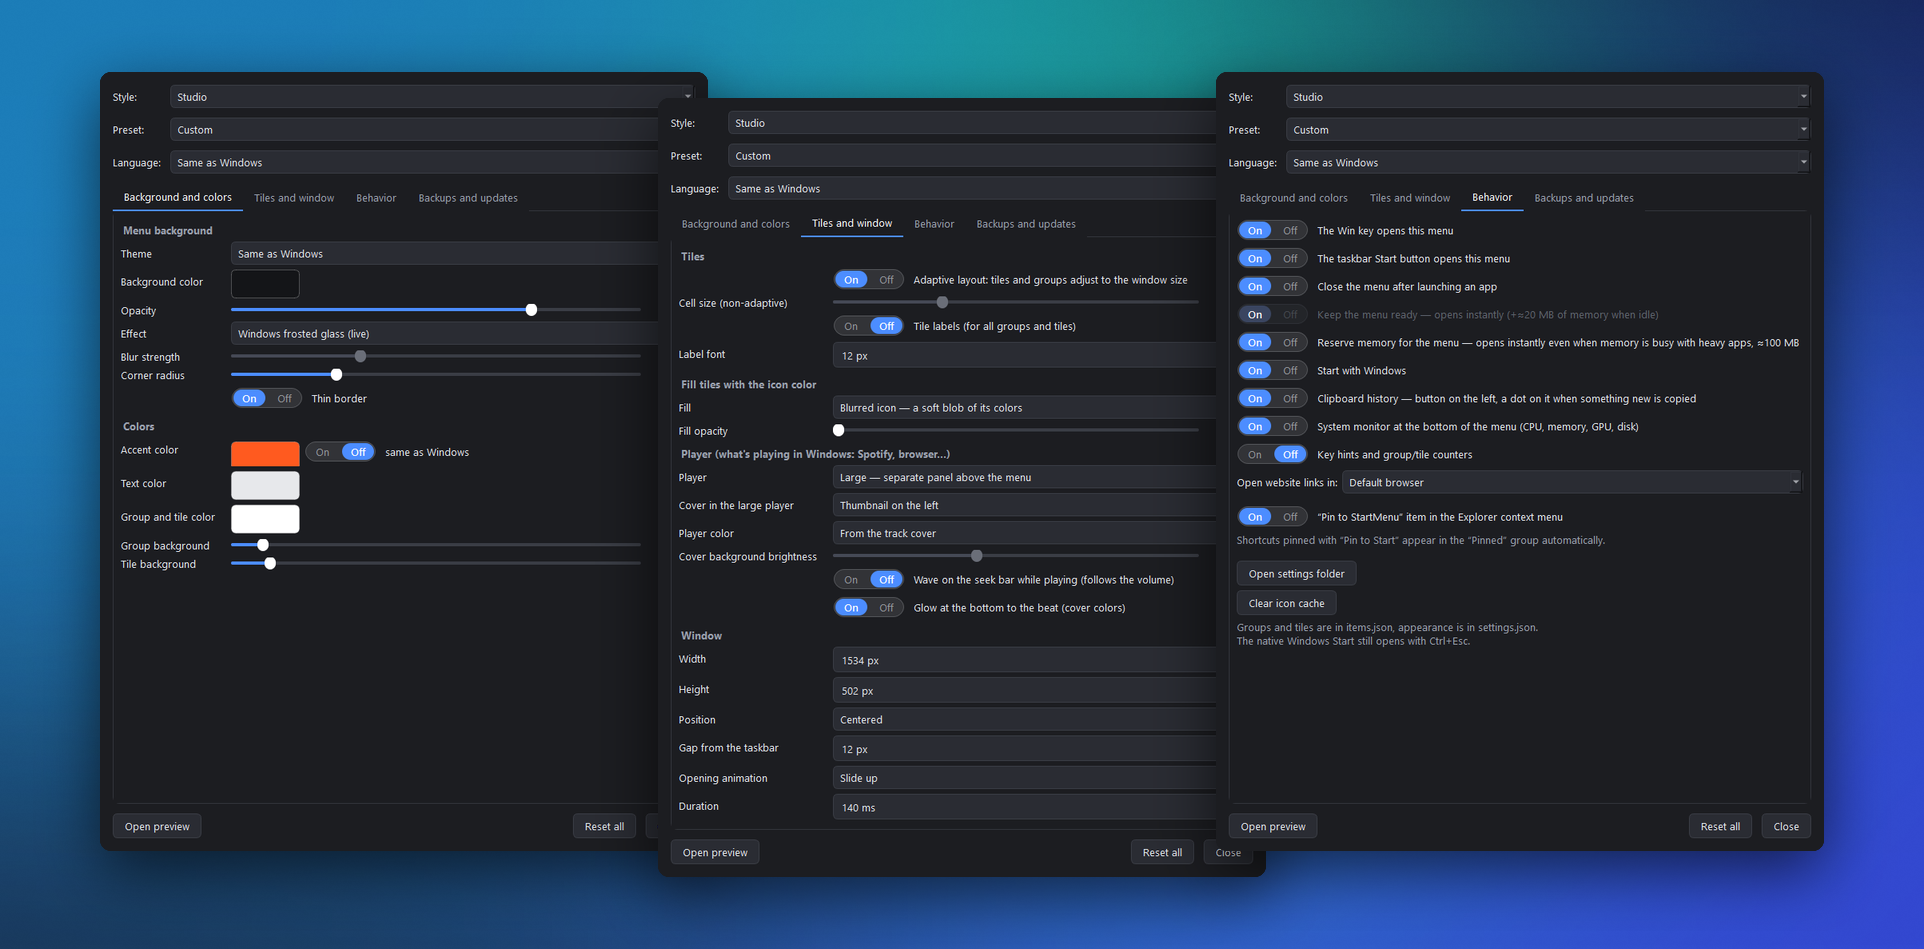 Style: Studio
Preset: Custom
Language: Same as Windows
Background and colors Tiles and window Behavior Backups and updates
Menu background
Theme Same as Windows
Background color
Opacity
Effect Windows frosted glass (live)
Blur strength
Corner radius
On Off Thin border
Colors
Accent color On Off same as Windows
Text color
Group and tile color
Group background
Tile background
Open preview Reset all
Style: Studio
Preset: Custom
Language: Same as Windows
Background and colors Tiles and window Behavior Backups and updates
Tiles
On Off Adaptive layout: tiles and groups adjust to the window size
Cell size (non-adaptive)
On Off Tile labels (for all groups and tiles)
Label font 12 px
Fill tiles with the icon color
Fill Blurred icon — a soft blob of its colors
Fill opacity
Player (what's playing in Windows: Spotify, browser...)
Player Large — separate panel above the menu
Cover in the large player Thumbnail on the left
Player color From the track cover
Cover background brightness
On Off Wave on the seek bar while playing (follows the volume)
On Off Glow at the bottom to the beat (cover colors)
Window
Width 1534 px
Height 502 px
Position Centered
Gap from the taskbar 12 px
Opening animation Slide up
Duration 140 ms
Open preview Reset all Close
Style: Studio
Preset: Custom
Language: Same as Windows
Background and colors Tiles and window Behavior Backups and updates
On Off The Win key opens this menu
On Off The taskbar Start button opens this menu
On Off Close the menu after launching an app
On Off Keep the menu ready — opens instantly (+≈20 MB of memory when idle)
On Off Reserve memory for the menu — opens instantly even when memory is busy with heavy apps, ≈100 MB
On Off Start with Windows
On Off Clipboard history — button on the left, a dot on it when something new is copied
On Off System monitor at the bottom of the menu (CPU, memory, GPU, disk)
On Off Key hints and group/tile counters
Open website links in: Default browser
On Off "Pin to StartMenu" item in the Explorer context menu
Shortcuts pinned with "Pin to Start" appear in the "Pinned" group automatically.
Open settings folder
Clear icon cache
Groups and tiles are in items.json, appearance is in settings.json.
The native Windows Start still opens with Ctrl+Esc.
Open preview Reset all Close